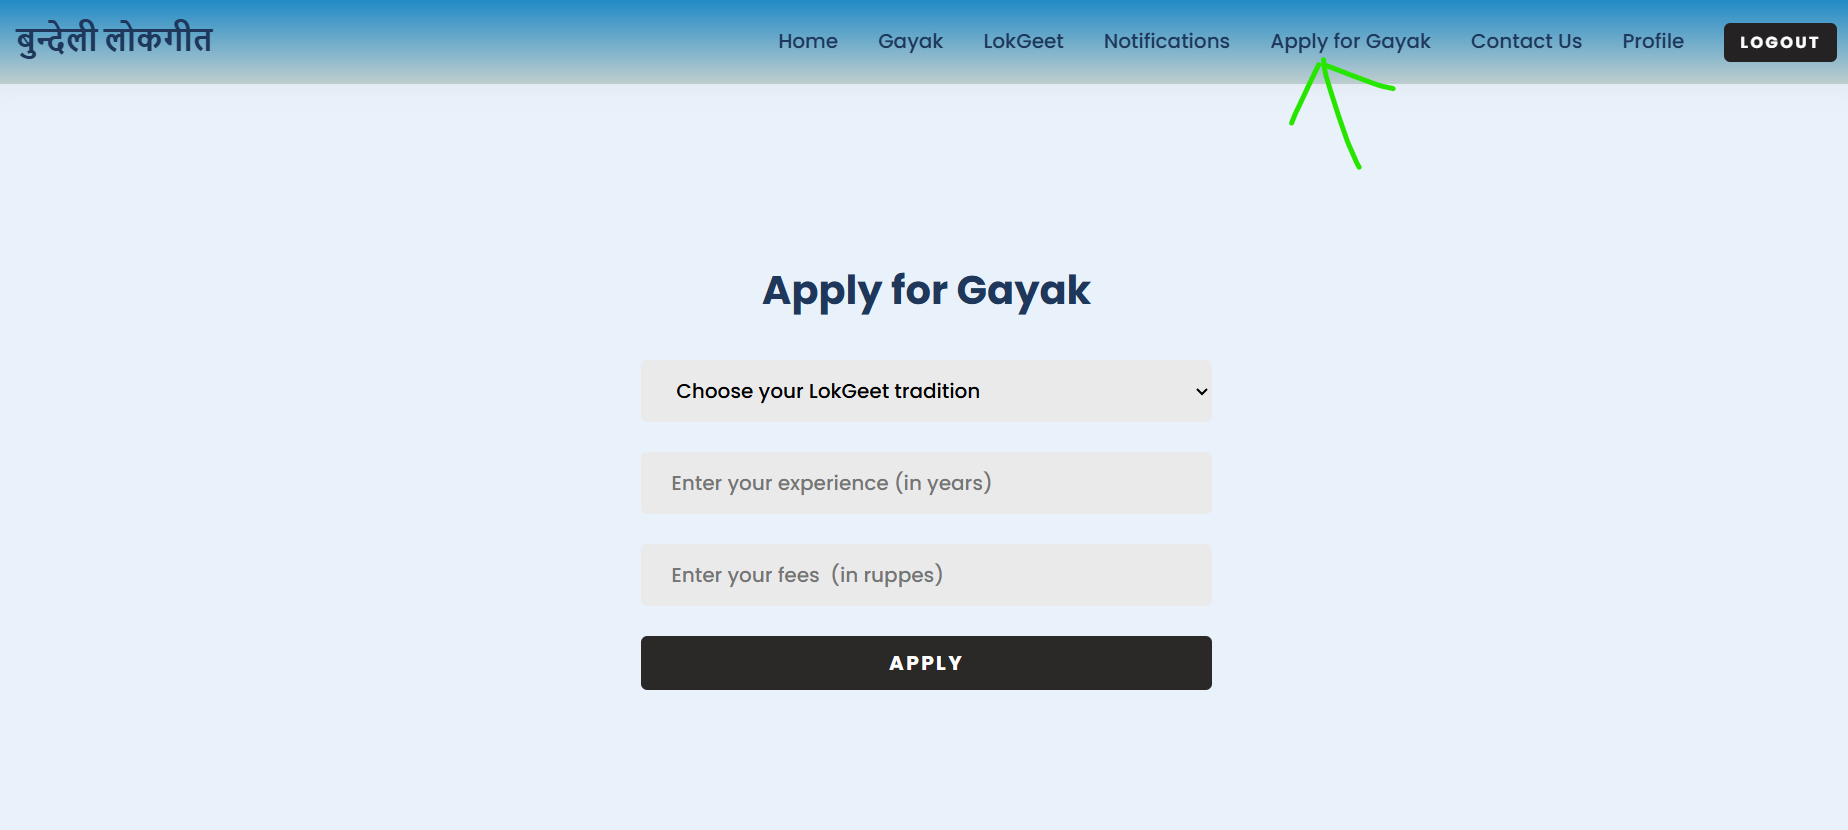 बुन्देली लोकगीत Home Gayak LokGeet Notifications Apply for Gayak Contact Us Profile LOGOUT
Apply for Gayak
Choose your LokGeet tradition
Enter your experience (in years)
Enter your fees  (in ruppes)
APPLY